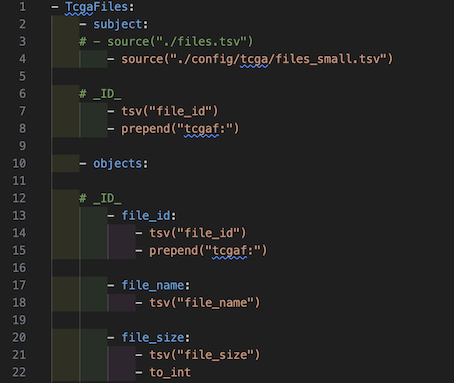 1 - TcgaFiles:
2 - subject:
3 # - source("./files.tsv")
4 - source("./config/tcga/files_small.tsv")
5
6 # _ID_
7 - tsv("file_id")
8 - prepend("tcgaf:")
9
10 - objects:
11
12 # _ID_
13 - file_id:
14 - tsv("file_id")
15 - prepend("tcgaf:")
16
17 - file_name:
18 - tsv("file_name")
19
20 - file_size:
21 - tsv("file_size")
22 - to_int